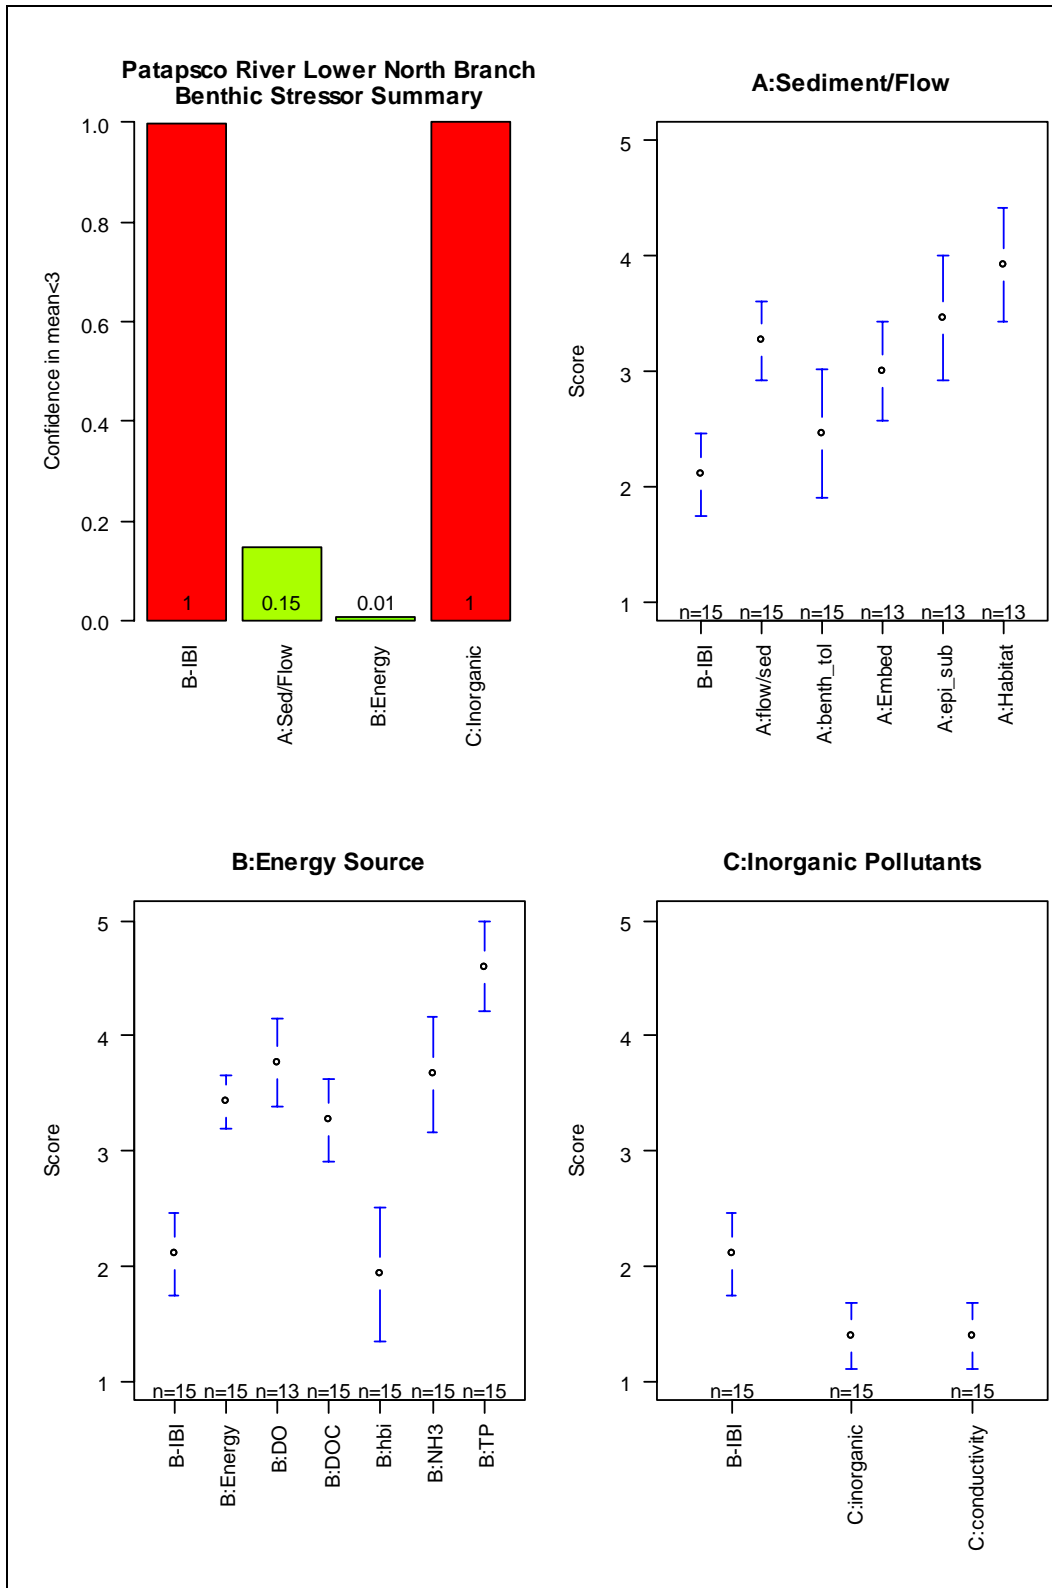 Patapsco River Lower North Branch
Benthic Stressor Summary
Confidence in mean<3
1.0
0.8
0.6
0.4
0.2
0.0
1
0.15
0.01
1
B-IBI
A:Sed/Flow
B:Energy
C:Inorganic
A:Sediment/Flow
Score
5
4
3
2
1
n=15
n=15
n=15
n=13
n=13
n=13
B-IBI
A:flow/sed
A:benth_tol
A:Embed
A:epi_sub
A:Habitat
B:Energy Source
Score
5
4
3
2
1
n=15
n=15
n=13
n=15
n=15
n=15
n=15
B-IBI
B:Energy
B:DO
B:DOC
B:hbi
B:NH3
B:TP
C:Inorganic Pollutants
Score
5
4
3
2
1
n=15
n=15
n=15
B-IBI
C:inorganic
C:conductivity